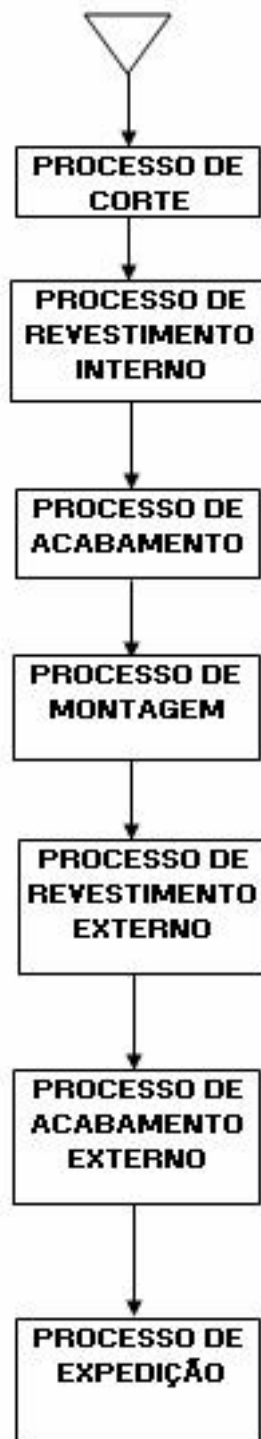 PROCESSO DE
CORTE
PROCESSO DE
REVESTIMENTO
INTERNO
PROCESSO DE
ACABAMENTO
PROCESSO DE
MONTAGEM
PROCESSO DE
REVESTIMENTO
EXTERNO
PROCESSO DE
ACABAMENTO
EXTERNO
PROCESSO DE
EXPEDIÇÃO